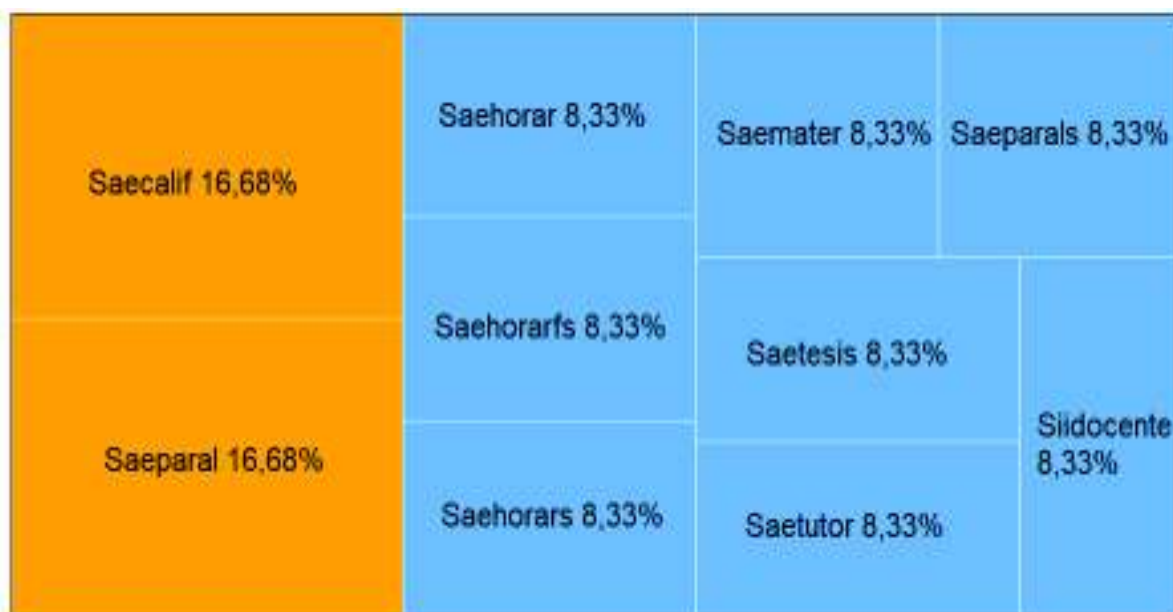 Saecalif 16,68%
Saeparal 16,68%
Saehorar 8,33%
Saehorarfs 8,33%
Saehorars 8,33%
Saemater 8,33%
Saeparals 8,33%
Saetesis 8,33%
Saetutor 8,33%
Siidocente
8,33%